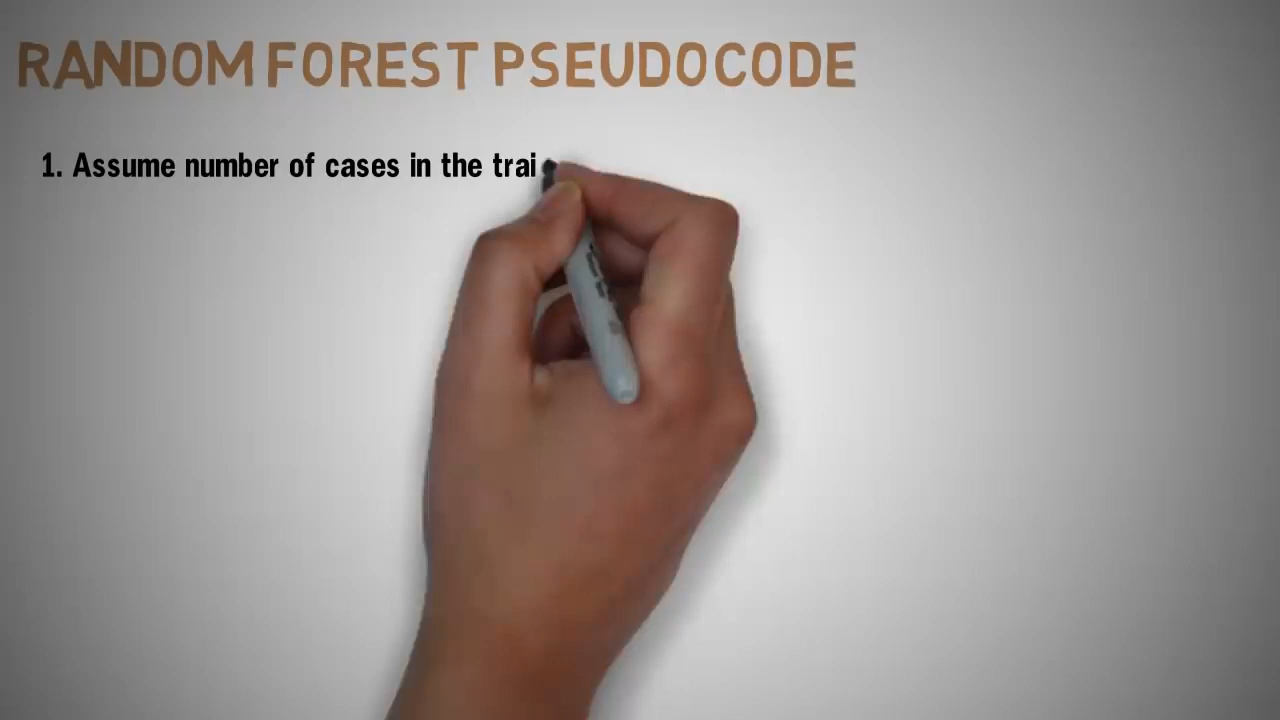 RANDOM FOREST PSEUDOCODE
1. Assume number of cases in the trai